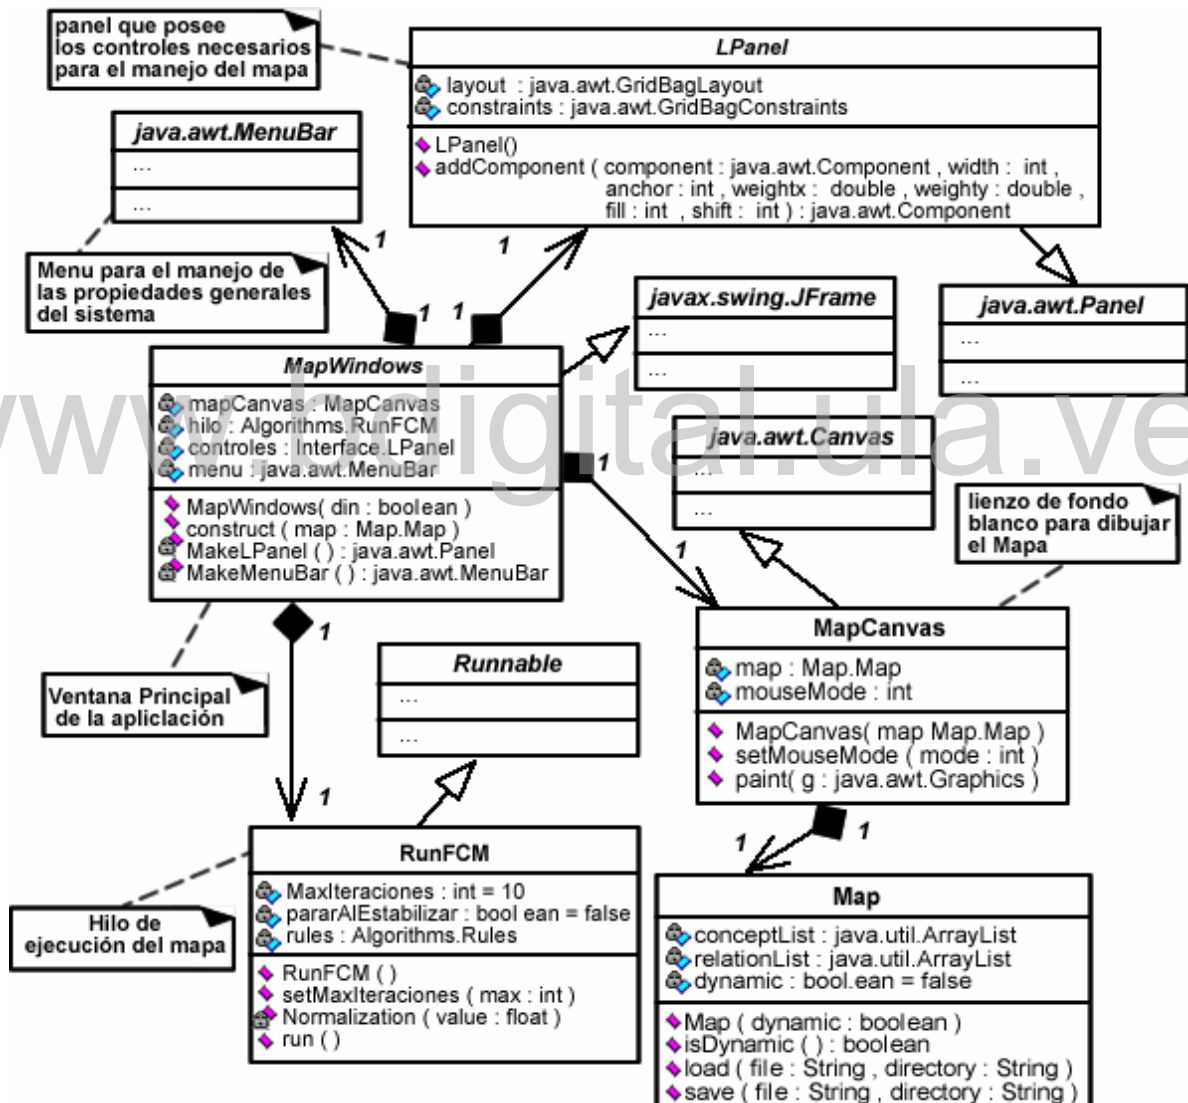 panel que posee
los controles necesarios
para el manejo del mapa
LPanel
layout : java.awt.GridBagLayout
constraints : java.awt.GridBagConstraints
LPanel()
addComponent ( component : java.awt.Component , width : int ,
anchor : int , weightx : double , weighty : double ,
fill : int , shift : int ) : java.awt.Component
java.awt.MenuBar
...
...
1
1
Menu para el manejo de
las propiedades generales
del sistema
1
1
javax.swing.JFrame
...
...
java.awt.Panel
...
...
MapWindows
mapCanvas : MapCanvas
hilo : Algorithms.RunFCM
controles : Interface.LPanel
menu : java.awt.MenuBar
MapWindows( din : boolean )
construct ( map : Map.Map )
MakeLPanel ( ) : java.awt.Panel
MakeMenuBar ( ) : java.awt.MenuBar
www.bdigital.ula.ve
java.awt.Canvas
...
...
1
1
lienzo de fondo
blanco para dibujar
el Mapa
1
Ventana Principal
de la apliclación
Runnable
...
...
MapCanvas
map : Map.Map
mouseMode : int
MapCanvas( map Map.Map )
setMouseMode ( mode : int )
paint( g : java.awt.Graphics )
1
1
1
RunFCM
MaxIteraciones : int = 10
pararAlEstabilizar : bool ean = false
rules : Algorithms.Rules
RunFCM ( )
setMaxIteraciones ( max : int )
Normalization ( value : float )
run ( )
Hilo de
ejecución del mapa
Map
conceptList : java.util.ArrayList
relationList : java.util.ArrayList
dynamic : bool.ean = false
Map ( dynamic : boolean )
isDynamic ( ) : boolean
load ( file : String , directory : String )
save ( file : String , directory : String )